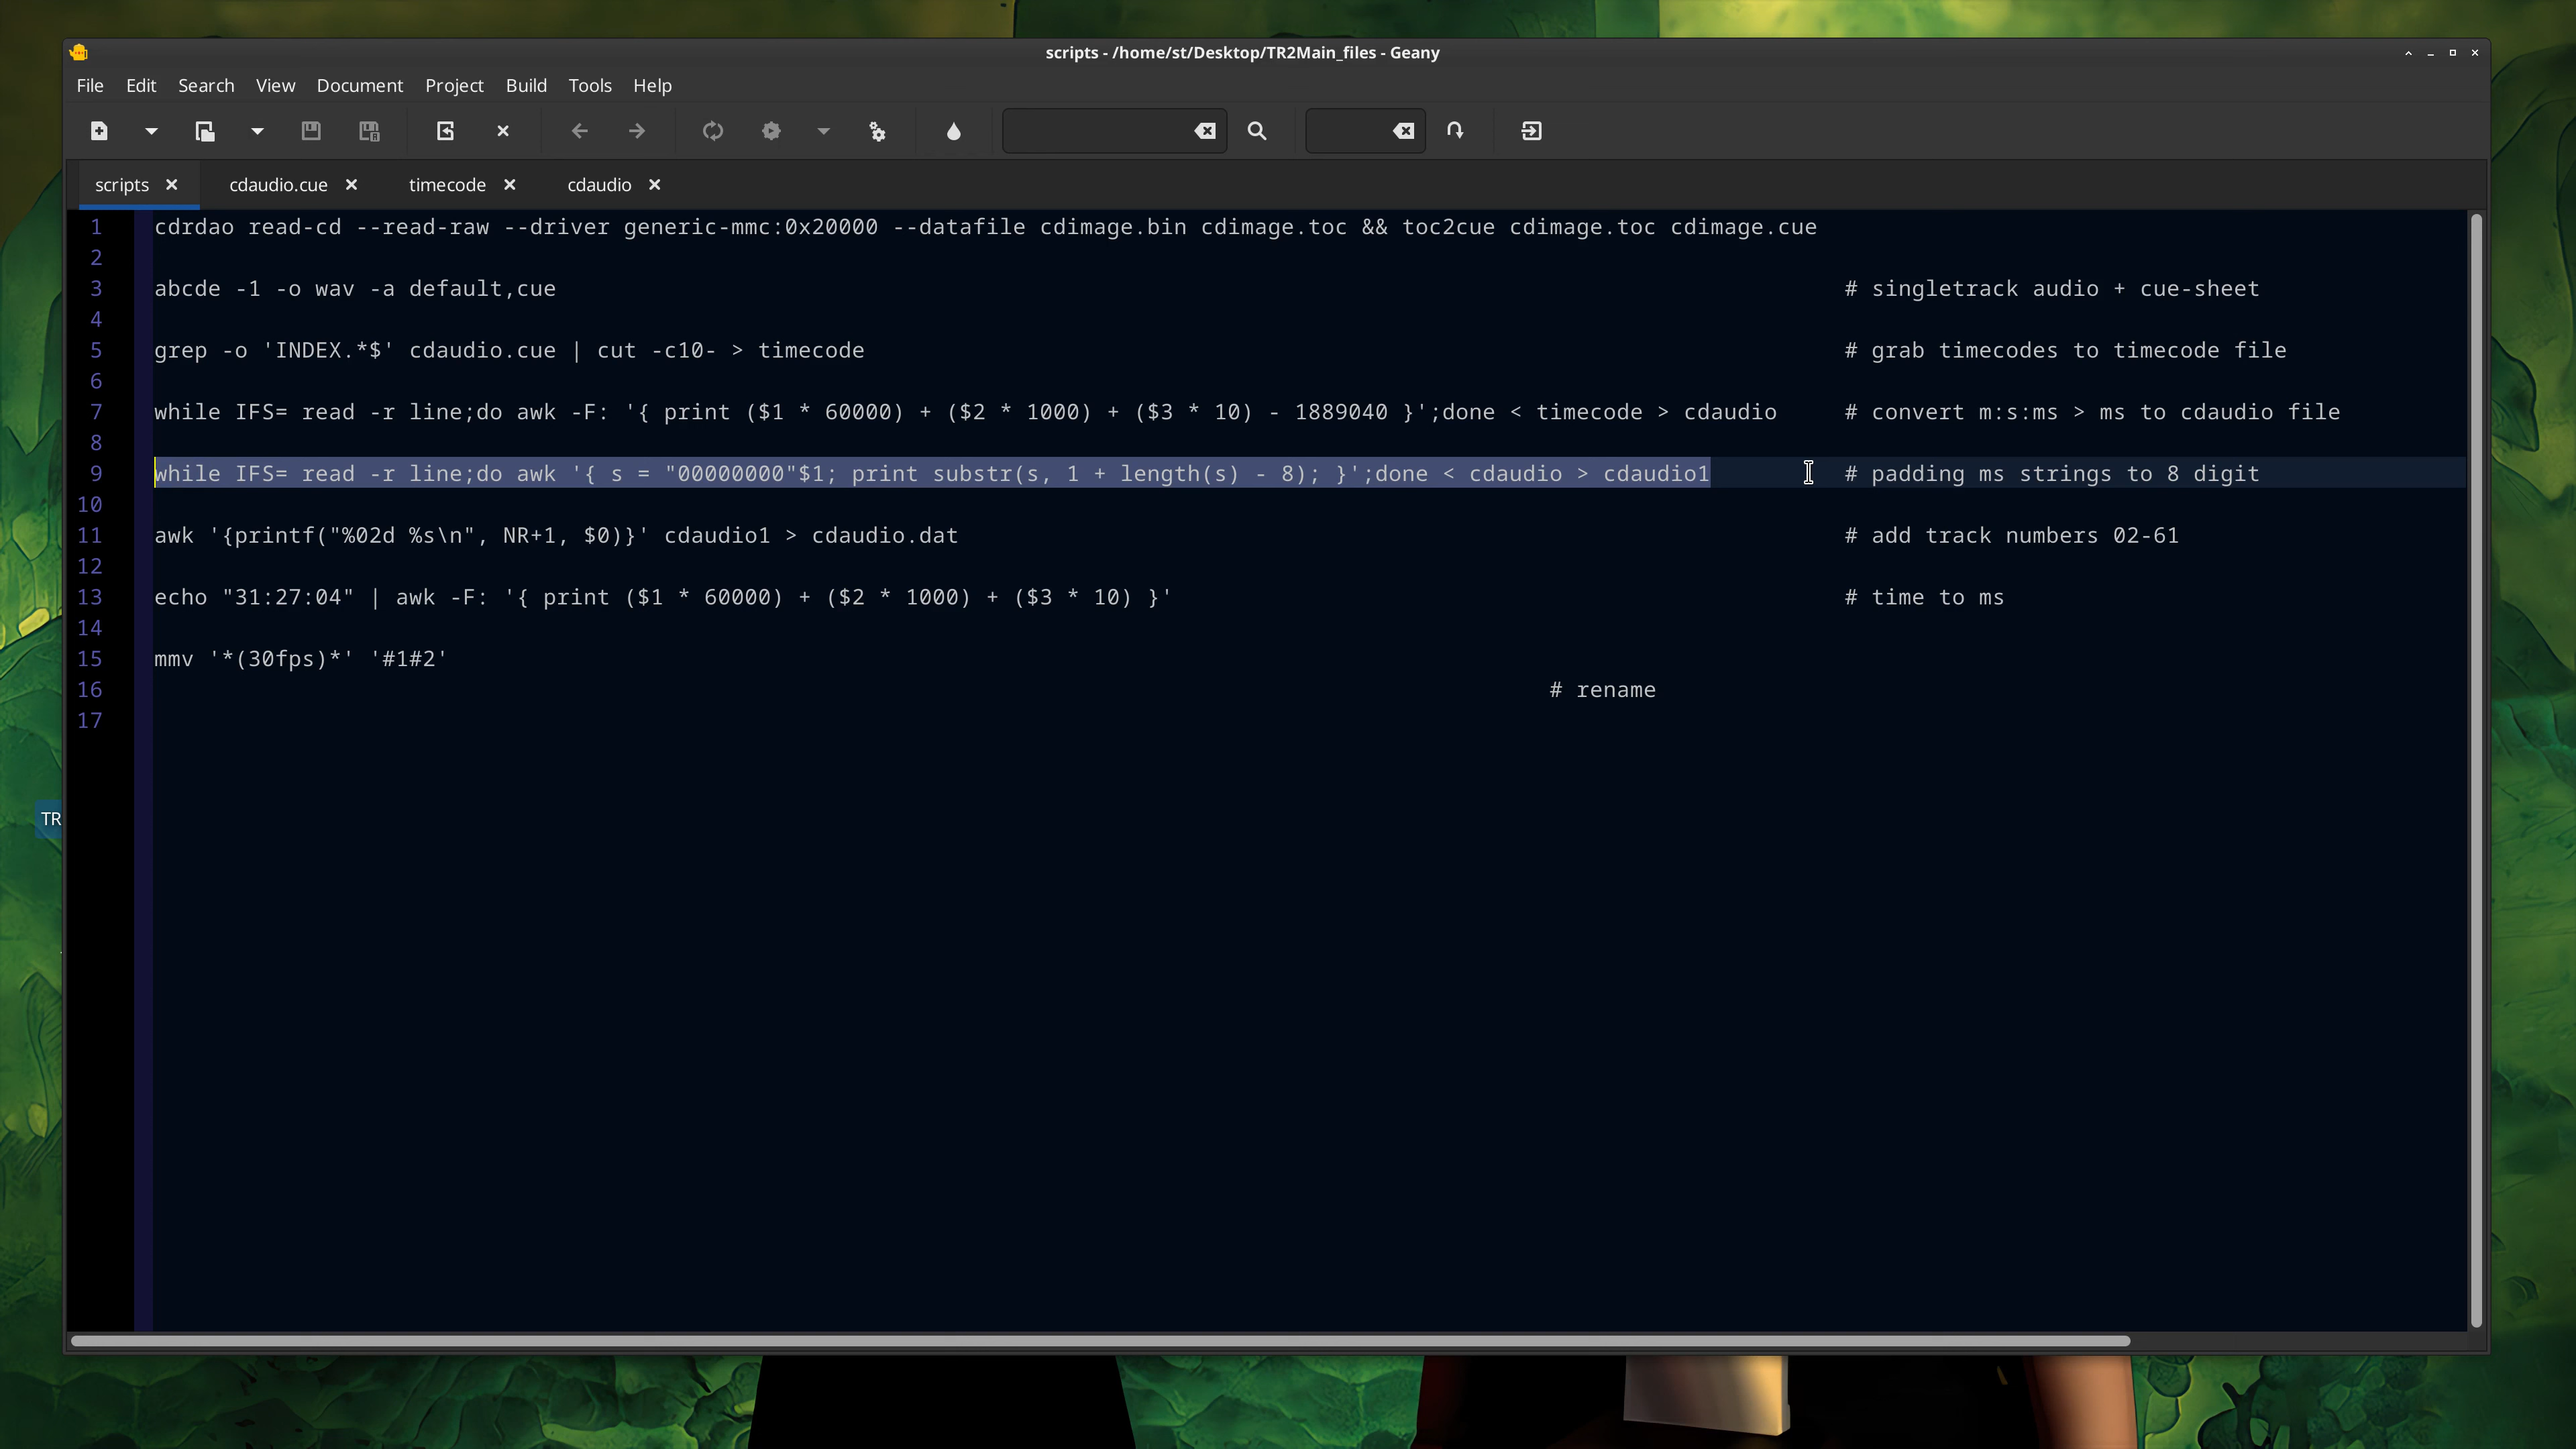 scripts - /home/st/Desktop/TR2Main_files - Geany
File Edit Search View Document Project Build Tools Help
scripts cdaudio.cue timecode cdaudio
1 cdrdao read-cd --read-raw --driver generic-mmc:0x20000 --datafile cdimage.bin cdimage.toc && toc2cue cdimage.toc cdimage.cue
2
3 abcde -1 -o wav -a default,cue # singletrack audio + cue-sheet
4
5 grep -o 'INDEX.*$' cdaudio.cue | cut -c10- > timecode # grab timecodes to timecode file
6
7 while IFS= read -r line;do awk -F: '{ print ($1 * 60000) + ($2 * 1000) + ($3 * 10) - 1889040 }';done < timecode > cdaudio # convert m:s:ms > ms to cdaudio file
8
9 while IFS= read -r line;do awk '{ s = "00000000"$1; print substr(s, 1 + length(s) - 8); }';done < cdaudio > cdaudio1 # padding ms strings to 8 digit
10
11 awk '{printf("%02d %s\n", NR+1, $0)}' cdaudio1 > cdaudio.dat # add track numbers 02-61
12
13 echo "31:27:04" | awk -F: '{ print ($1 * 60000) + ($2 * 1000) + ($3 * 10) }' # time to ms
14
15 mmv '*(30fps)*' '#1#2'
16 # rename
17
TR